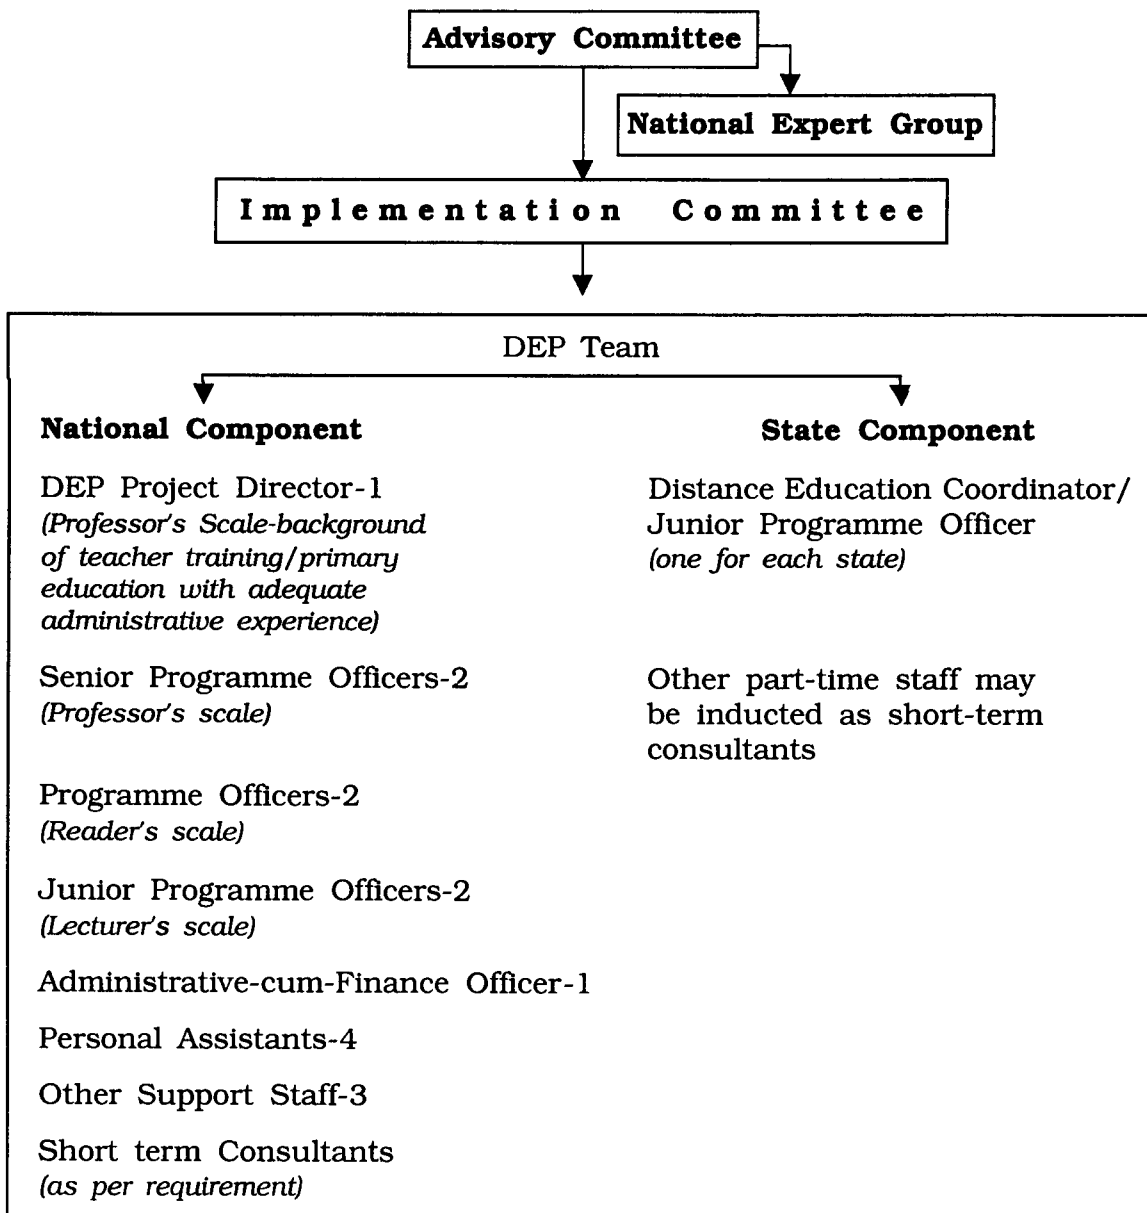 Advisory Committee
National Expert Group
Implementation Committee
DEP Team
National Component
DEP Project Director-1
(Professor's Scale-background
of teacher training/primary
education with adequate
administrative experience)
Senior Programme Officers-2
(Professor's scale)
Programme Officers-2
(Reader's scale)
Junior Programme Officers-2
(Lecturer's scale)
Administrative-cum-Finance Officer-1
Personal Assistants-4
Other Support Staff-3
Short term Consultants
(as per requirement)
State Component
Distance Education Coordinator/
Junior Programme Officer
(one for each state)
Other part-time staff may
be inducted as short-term
consultants